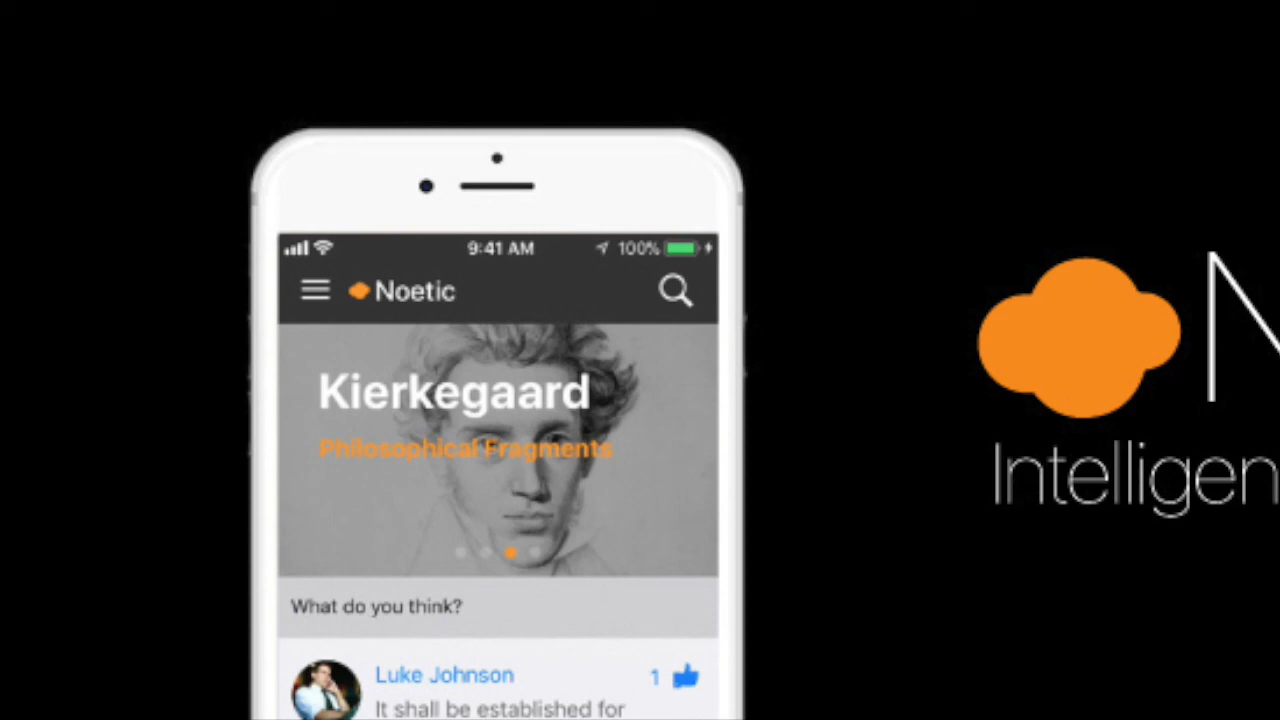 9:41 AM 100%
Noetic
Kierkegaard
Philosophical Fragments
What do you think?
Luke Johnson 1
It shall be established for
N
Intelligen